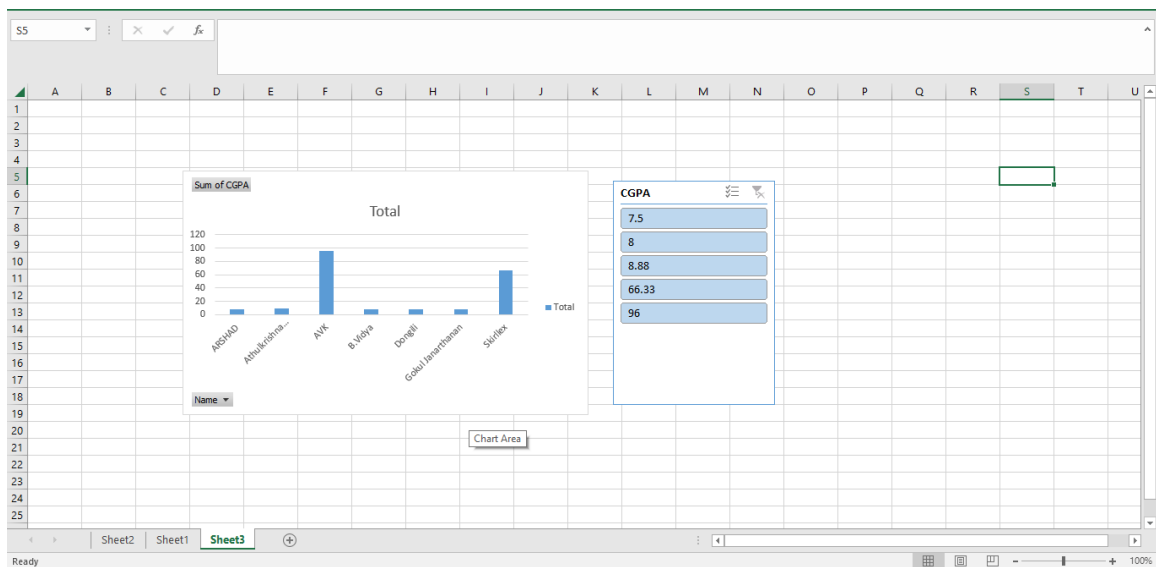 S5
fx
A B C D E F G H I J K L M N O P Q R S T U
1
2
3
4
5
6
7
8
9
10
11
12
13
14
15
16
17
18
19
20
21
22
23
24
25
Sum of CGPA
Total
120
100
80
60
40
20
0
ARSHAD
Athulkrishna...
AVK
B.Vidya
Dongli
Gokul Janarthanan
Skirllex
Total
Name
CGPA
7.5
8
8.88
66.33
96
Chart Area
Sheet2 Sheet1 Sheet3
Ready
100%